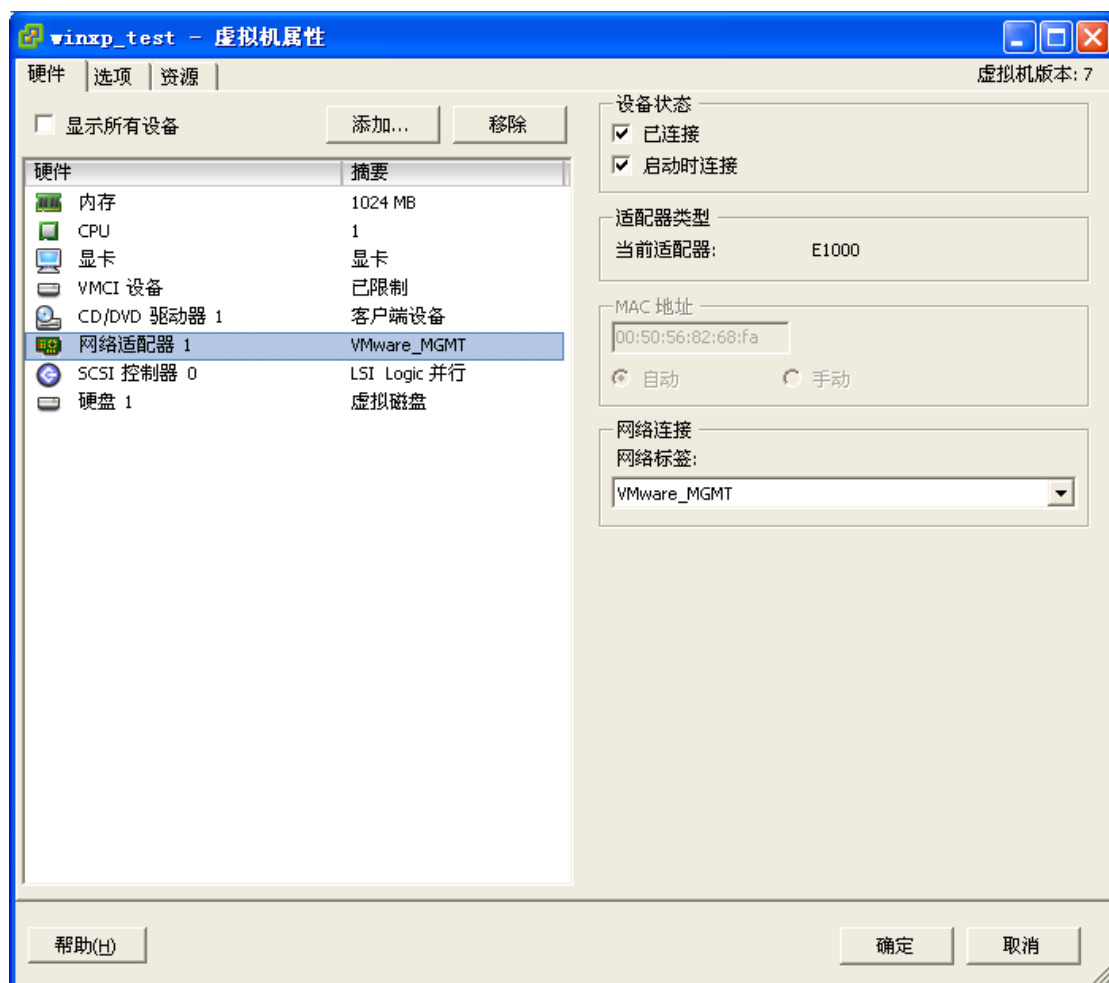 winxp_test - 虚拟机属性
硬件 选项 资源 虚拟机版本: 7
显示所有设备 添加... 移除
硬件 摘要
内存 1024 MB
CPU 1
显卡 显卡
VMCI 设备 已限制
CD/DVD 驱动器 1 客户端设备
网络适配器 1 VMware_MGMT
SCSI 控制器 0 LSI Logic 并行
硬盘 1 虚拟磁盘
设备状态
已连接
启动时连接
适配器类型
当前适配器: E1000
MAC 地址
00:50:56:82:68:fa
自动 手动
网络连接
网络标签:
VMware_MGMT
帮助(H) 确定 取消